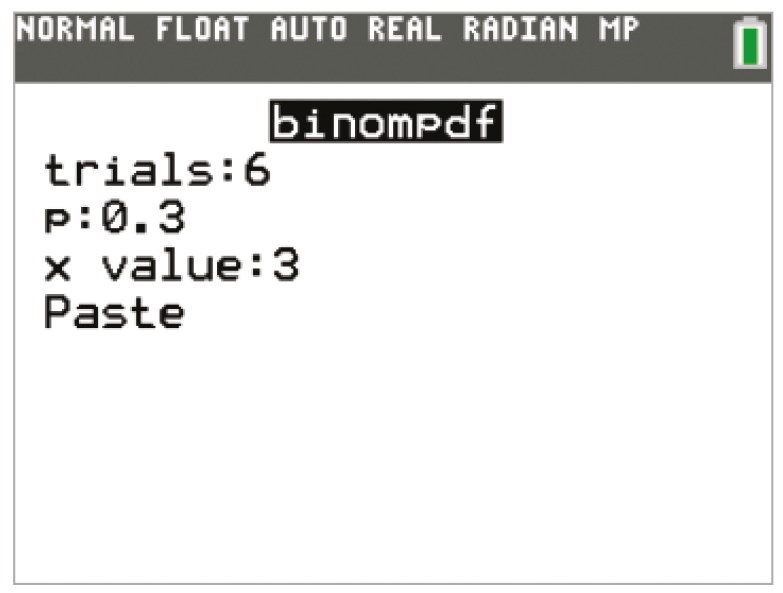 NORMAL FLOAT AUTO REAL RADIAN MP
binompdf
trials:6
p:0.3
x value:3
Paste